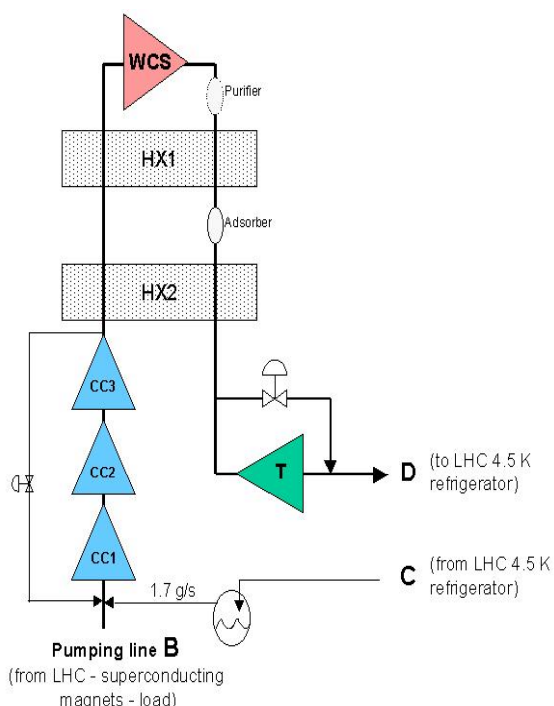 WCS
Purifier
HX1
Adsorber
HX2
CC3
CC2
T
D (to LHC 4.5 K
refrigerator)
CC1
C (from LHC 4.5 K
refrigerator)
1.7 g/s
Pumping line B
(from LHC - superconducting
magnets - load)